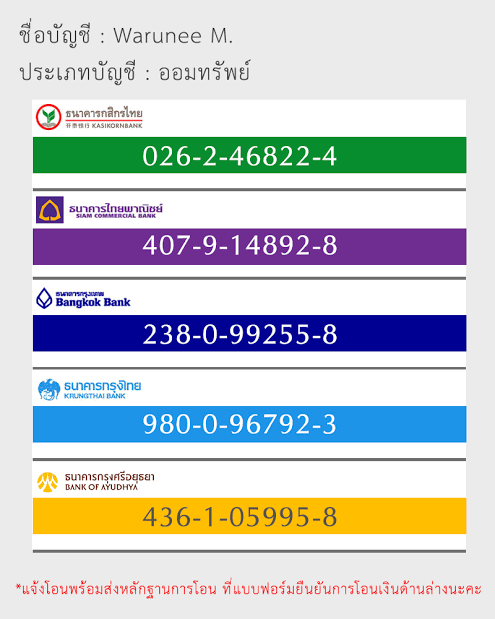 ชื่อบัญชี : Warunee M.
ประเภทบัญชี : ออมทรัพย์
ธนาคารกสิกรไทย
开泰银行 KASIKORNBANK
026-2-46822-4
ธนาคารไทยพาณิชย์
SIAM COMMERCIAL BANK
407-9-14892-8
ธนาคารกรุงเทพ
Bangkok Bank
238-0-99255-8
ธนาคารกรุงไทย
KRUNGTHAI BANK
980-0-96792-3
ธนาคารกรุงศรีอยุธยา
BANK OF AYUDHYA
436-1-05995-8
*แจ้งโอนพร้อมส่งหลักฐานการโอน ที่แบบฟอร์มยืนยันการโอนเงินด้านล่างนะคะ